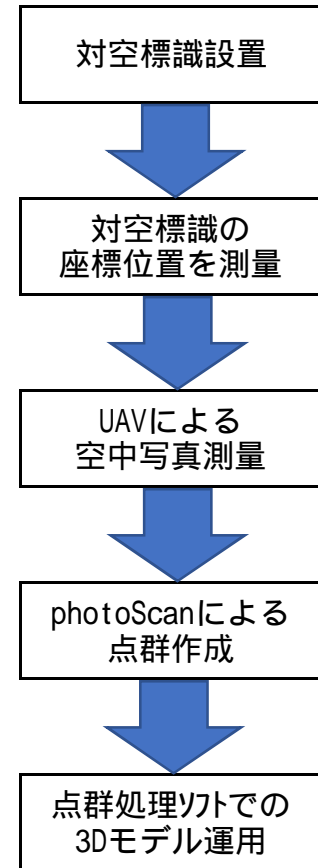 対空標識設置
対空標識の
座標位置を測量
UAVによる
空中写真測量
photoScanによる
点群作成
点群処理ｿﾌﾄでの
3Dモデル運用